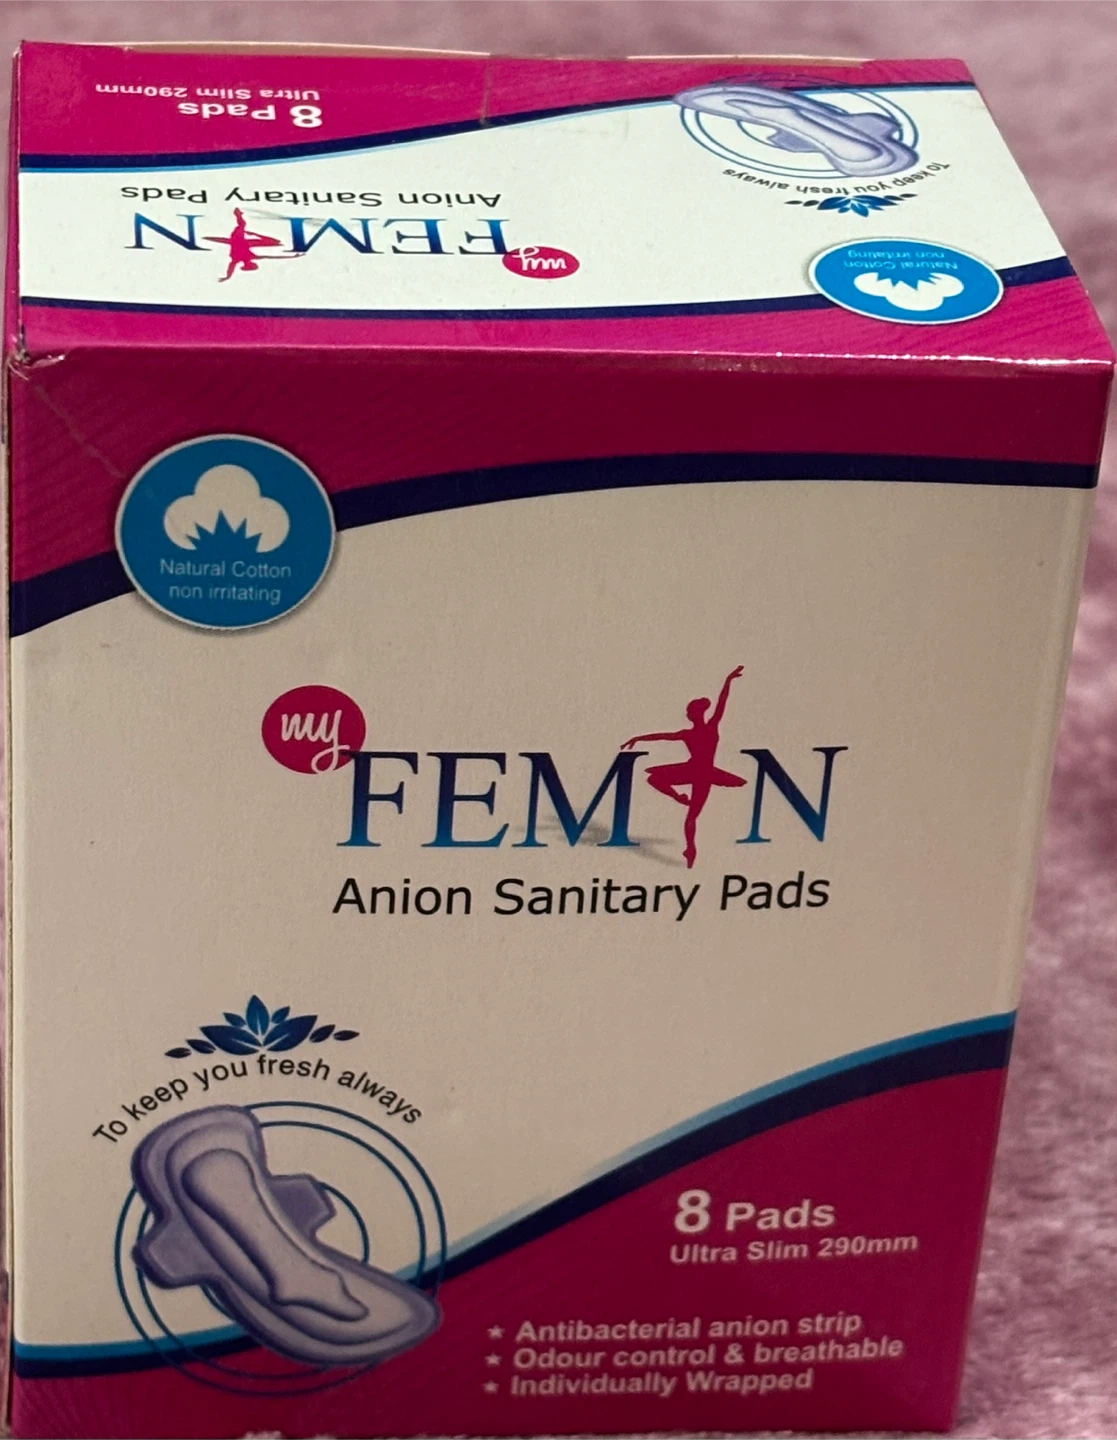 8 Pads
Ultra Slim 290mm
To keep you fresh always
my
FEMIN
Anion Sanitary Pads
Natural Cotton
non irritating
Natural Cotton
non irritating
my
FEMIN
Anion Sanitary Pads
To keep you fresh always
8 Pads
Ultra Slim 290mm
★ Antibacterial anion strip
★ Odour control & breathable
★ Individually Wrapped